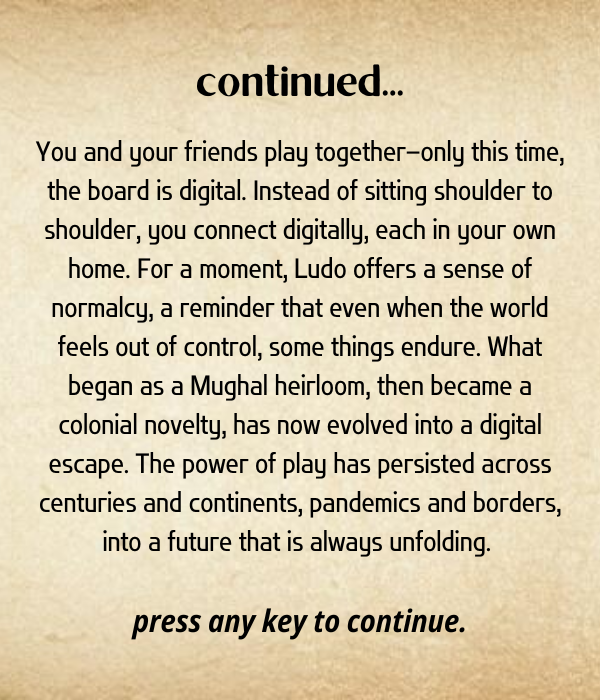 continued...
You and your friends play together—only this time,
the board is digital. Instead of sitting shoulder to
shoulder, you connect digitally, each in your own
home. For a moment, Ludo offers a sense of
normalcy, a reminder that even when the world
feels out of control, some things endure. What
began as a Mughal heirloom, then became a
colonial novelty, has now evolved into a digital
escape. The power of play has persisted across
centuries and continents, pandemics and borders,
into a future that is always unfolding.
press any key to continue.